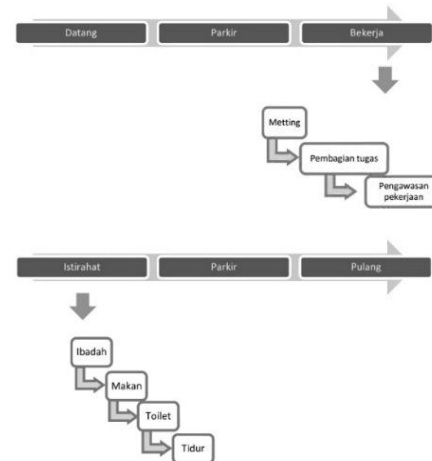 Datang
Parkir
Bekerja
Metting
Pembagian tugas
Pengawasan
pekerjaan
Istirahat
Parkir
Pulang
Ibadah
Makan
Toilet
Tidur